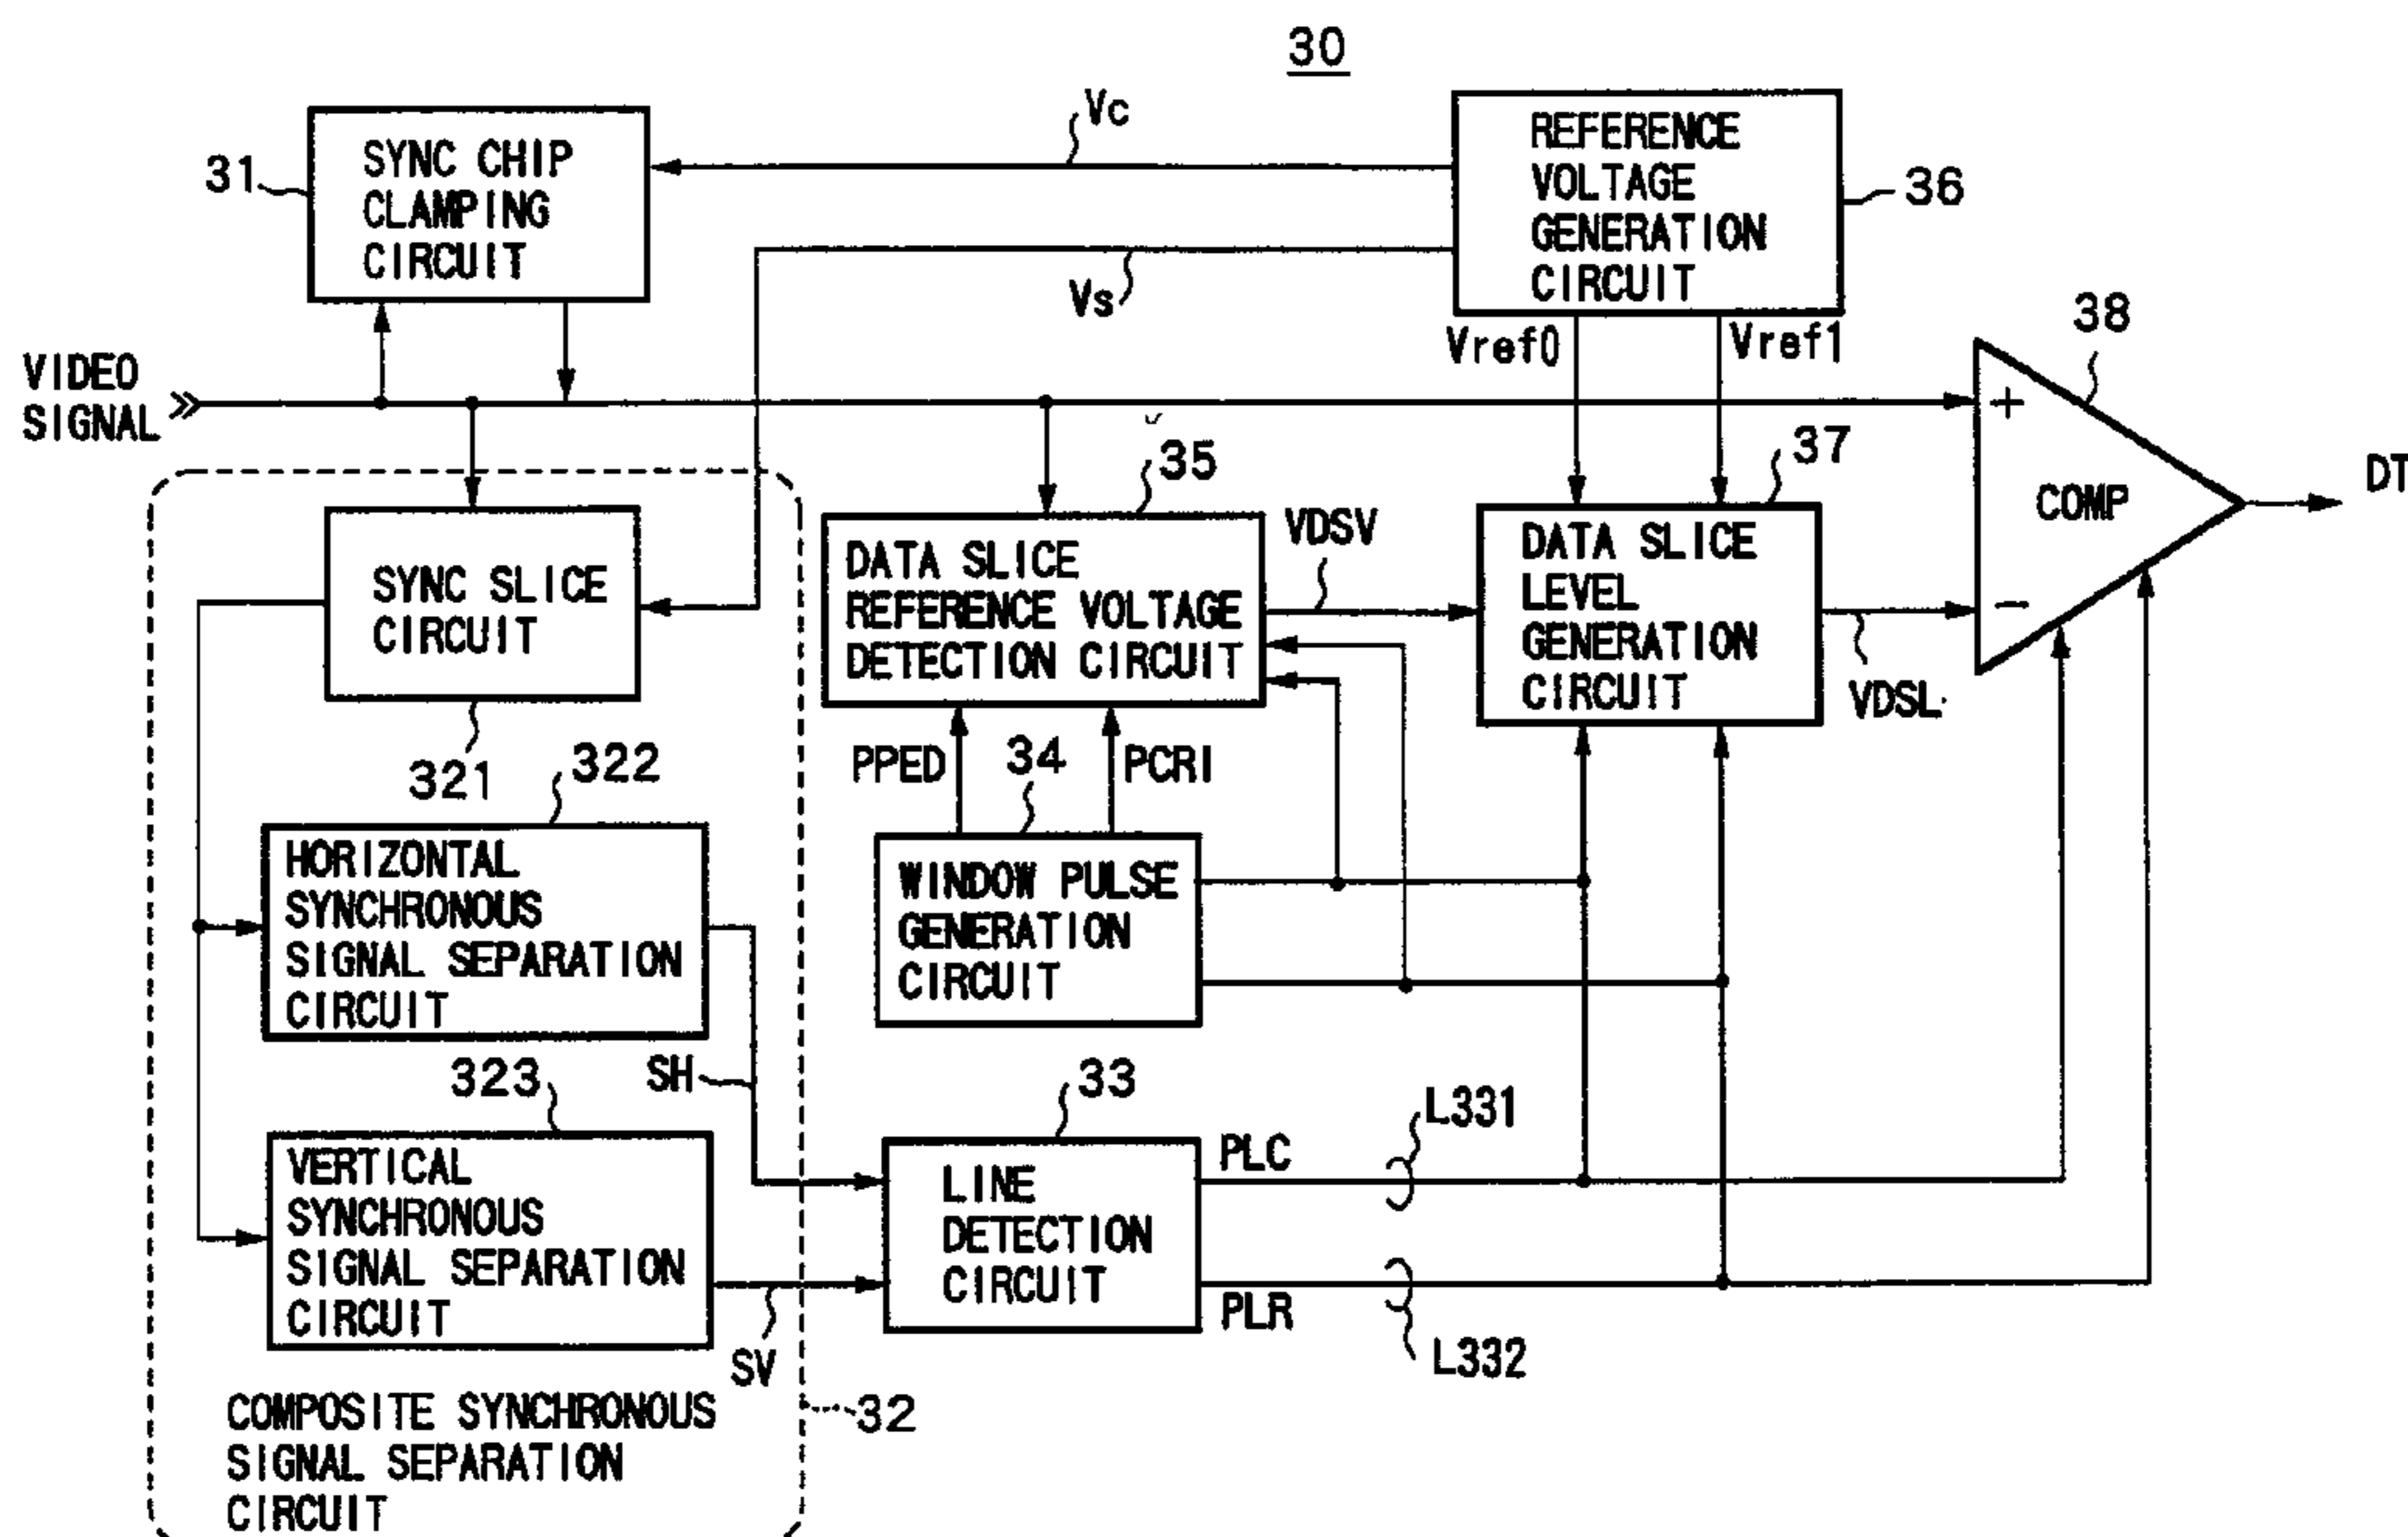 30
Vc
SYNC CHIP
CLAMPING
CIRCUIT
31
REFERENCE
VOLTAGE
GENERATION
CIRCUIT
36
Vs
Vref0
Vref1
38
VIDEO
SIGNAL
+
COMP
−
DT
35
37
SYNC SLICE
CIRCUIT
321
DATA SLICE
REFERENCE VOLTAGE
DETECTION CIRCUIT
VDSV
DATA SLICE
LEVEL
GENERATION
CIRCUIT
VDSL
PPED
34
PCRI
322
HORIZONTAL
SYNCHRONOUS
SIGNAL SEPARATION
CIRCUIT
WINDOW PULSE
GENERATION
CIRCUIT
323
SH
33
L331
VERTICAL
SYNCHRONOUS
SIGNAL SEPARATION
CIRCUIT
LINE
DETECTION
CIRCUIT
PLC
PLR
L332
SV
COMPOSITE SYNCHRONOUS
SIGNAL SEPARATION
CIRCUIT
32